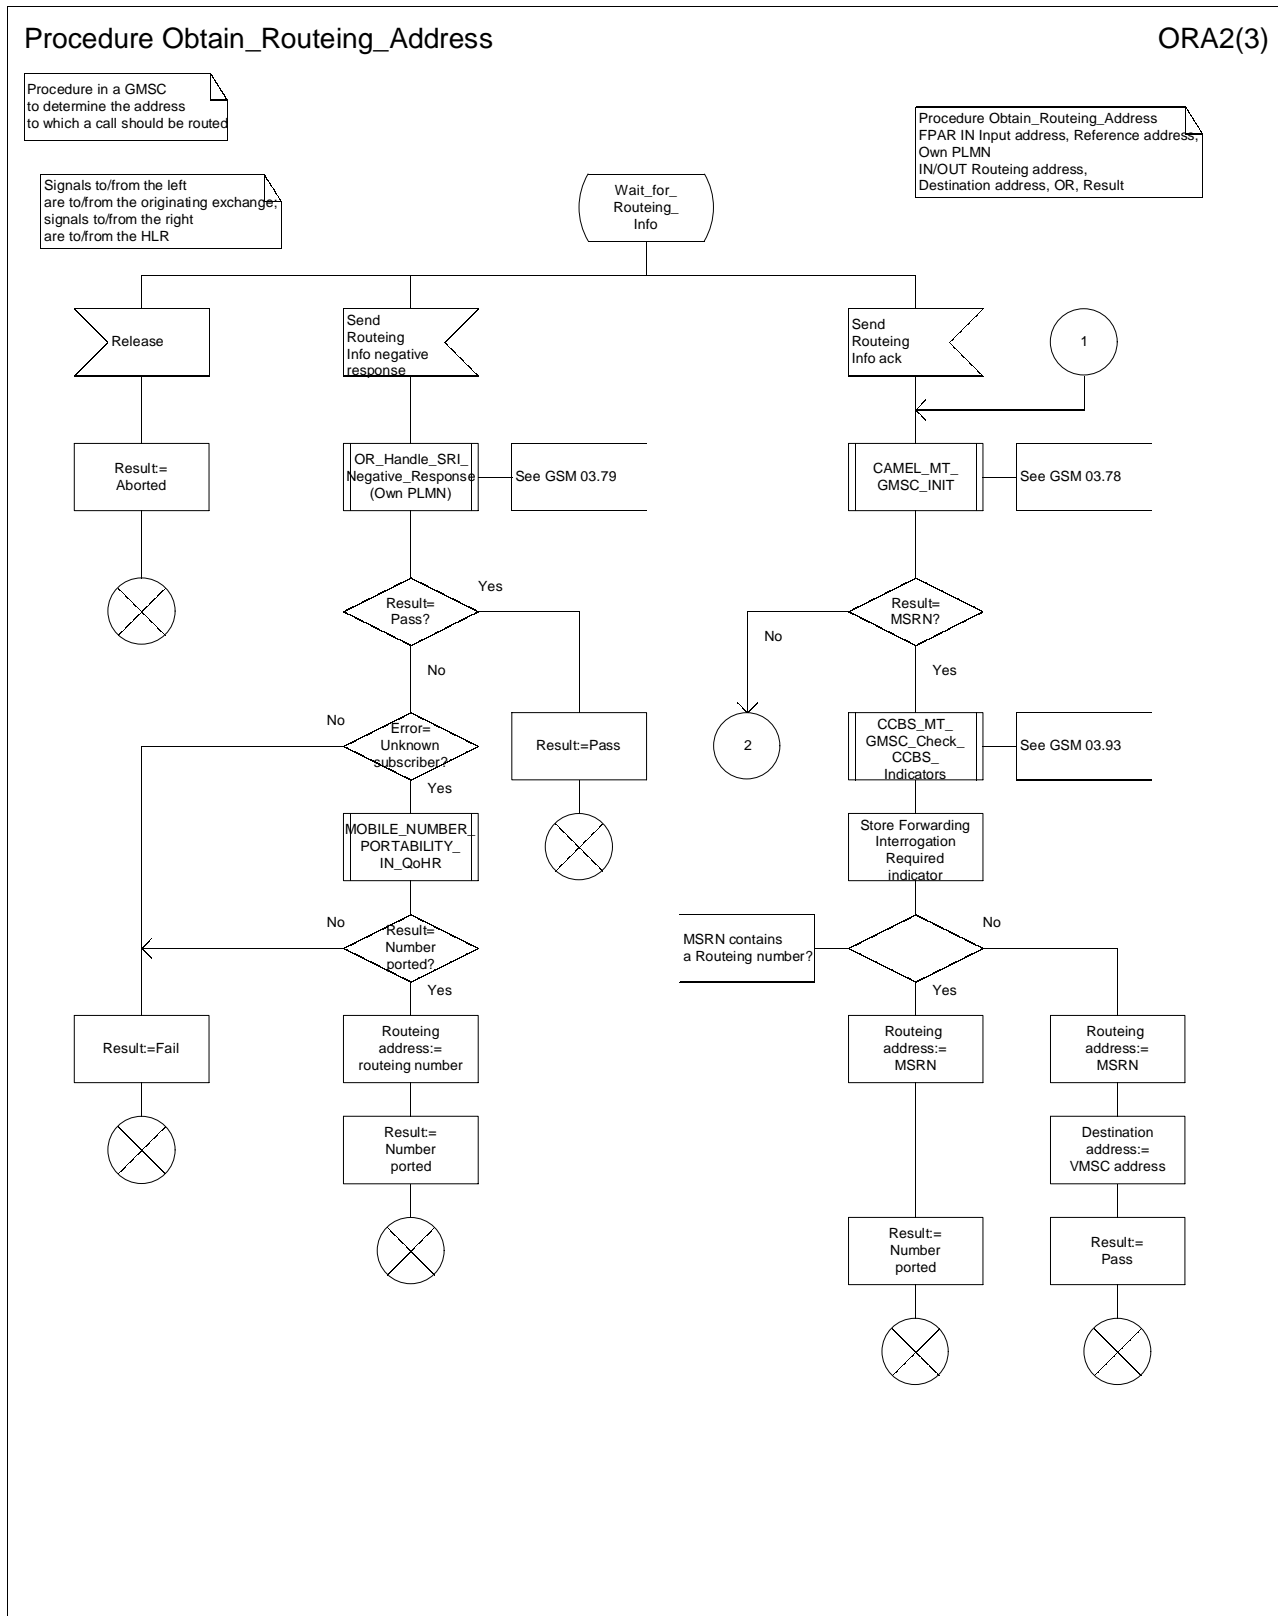 Procedure Obtain_Routeing_Address
ORA2(3)
Procedure in a GMSC
to determine the address
to which a call should be routed
Procedure Obtain_Routeing_Address
FPAR IN Input address, Reference address,
Own PLMN
IN/OUT Routeing address,
Destination address, OR, Result
Signals to/from the left
are to/from the originating exchange;
signals to/from the right
are to/from the HLR
Wait_for_
Routeing_
Info
Release
Send
Routeing
Info negative
response
Send
Routeing
Info ack
1
Result:=
Aborted
OR_Handle_SRI_
Negative_Response
(Own PLMN)
See GSM 03.79
CAMEL_MT_
GMSC_INIT
See GSM 03.78
Result=
Pass?
Yes
No
Result=
MSRN?
No
Yes
No
Error=
Unknown
subscriber?
Yes
Result:=Pass
2
CCBS_MT_
GMSC_Check_
CCBS_
Indicators
See GSM 03.93
MOBILE_NUMBER_
PORTABILITY_
IN_QoHR
Store Forwarding
Interrogation
Required
indicator
No
Result=
Number
ported?
Yes
MSRN contains
a Routeing number?
No
Yes
Result:=Fail
Routeing
address:=
routeing number
Routeing
address:=
MSRN
Routeing
address:=
MSRN
Result:=
Number
ported
Destination
address:=
VMSC address
Result:=
Number
ported
Result:=
Pass